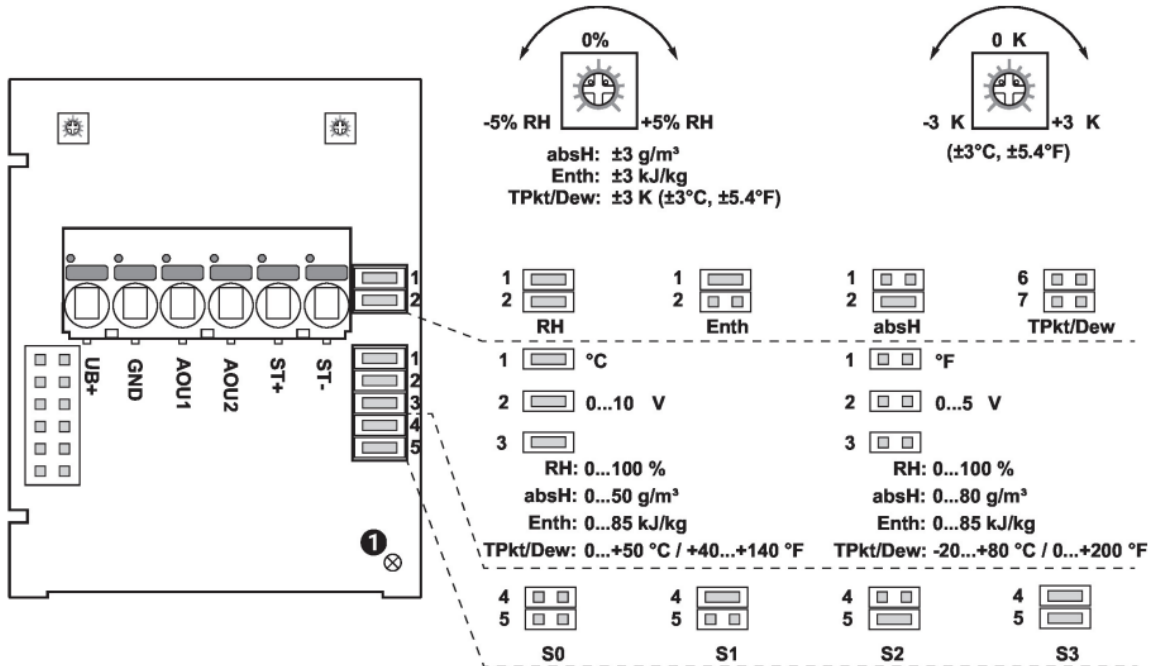 0%
-5% RH +5% RH
absH: ±3 g/m³
Enth: ±3 kJ/kg
TPkt/Dew: ±3 K (±3°C, ±5.4°F)
0 K
-3 K +3 K
(±3°C, ±5.4°F)
1
2
UB+
GND
AOU1
AOU2
ST+
ST-
1
2
3
4
5
1
1
2
RH
1
2
Enth
1
2
absH
6
7
TPkt/Dew
1 °C
2 0...10 V
3
RH: 0...100 %
absH: 0...50 g/m³
Enth: 0...85 kJ/kg
TPkt/Dew: 0...+50 °C / +40...+140 °F
1 °F
2 0...5 V
3
RH: 0...100 %
absH: 0...80 g/m³
Enth: 0...85 kJ/kg
TPkt/Dew: -20...+80 °C / 0...+200 °F
4
5
S0
4
5
S1
4
5
S2
4
5
S3